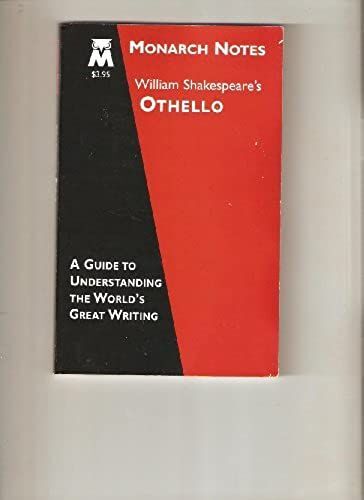 M
$3.95
MONARCH NOTES
William Shakespeare's
OTHELLO
A GUIDE TO
UNDERSTANDING
THE WORLD'S
GREAT WRITING